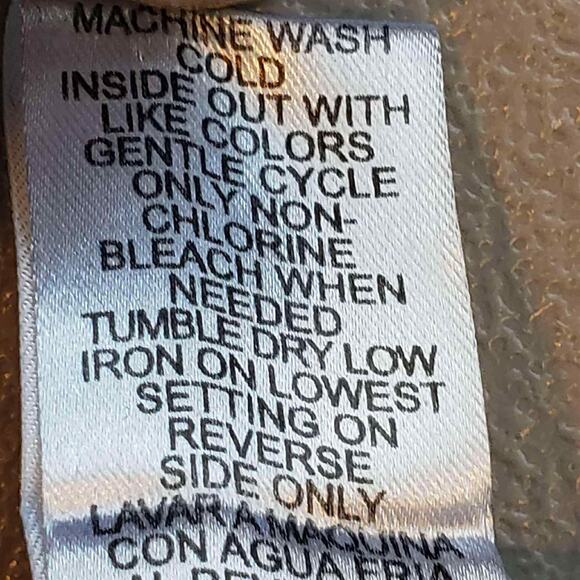 MACHINE WASH
COLD
INSIDE OUT WITH
LIKE COLORS
GENTLE CYCLE
ONLY NON-
CHLORINE
BLEACH WHEN
NEEDED
TUMBLE DRY LOW
IRON ON LOWEST
SETTING ON
REVERSE
SIDE ONLY
LAVAR A MAQUINA
CON AGUA FRIA